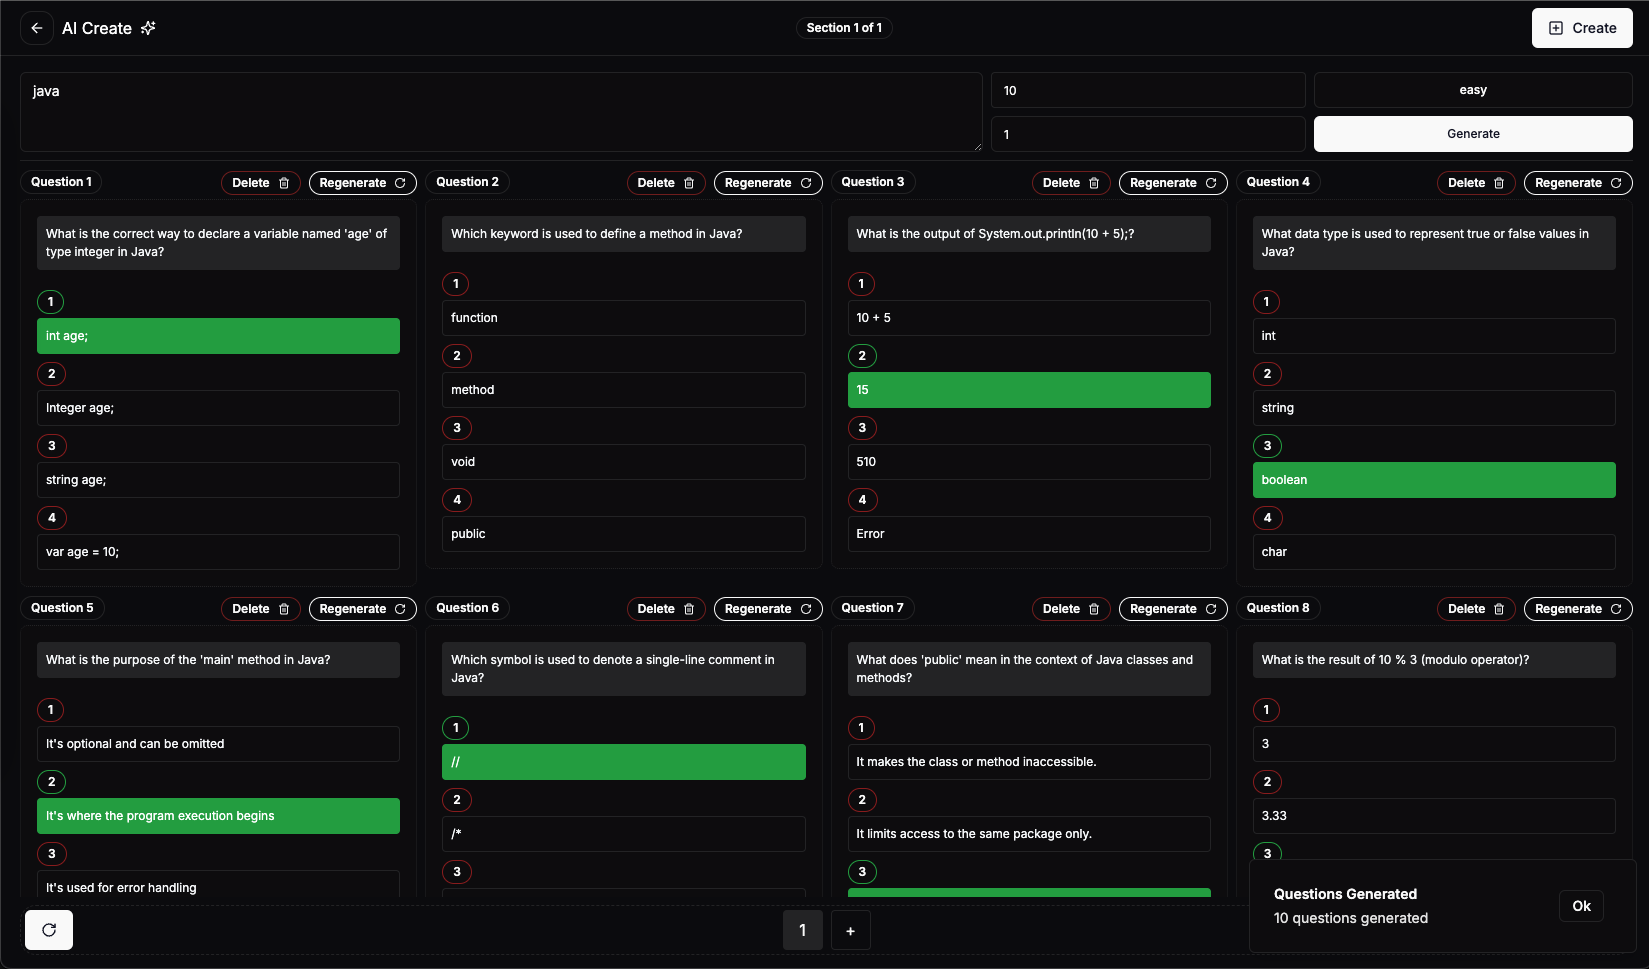 AI Create
Section 1 of 1
Create
java
10
easy
1
Generate
Question 1
Delete
Regenerate
What is the correct way to declare a variable named 'age' of
type integer in Java?
1
int age;
2
Integer age;
3
string age;
4
var age = 10;
Question 2
Delete
Regenerate
Which keyword is used to define a method in Java?
1
function
2
method
3
void
4
public
Question 3
Delete
Regenerate
What is the output of System.out.println(10 + 5);?
1
10 + 5
2
15
3
510
4
Error
Question 4
Delete
Regenerate
What data type is used to represent true or false values in
Java?
1
int
2
string
3
boolean
4
char
Question 5
Delete
Regenerate
What is the purpose of the 'main' method in Java?
1
It's optional and can be omitted
2
It's where the program execution begins
3
It's used for error handling
Question 6
Delete
Regenerate
Which symbol is used to denote a single-line comment in
Java?
1
//
2
/*
3
Question 7
Delete
Regenerate
What does 'public' mean in the context of Java classes and
methods?
1
It makes the class or method inaccessible.
2
It limits access to the same package only.
3
Question 8
Delete
Regenerate
What is the result of 10 % 3 (modulo operator)?
1
3
2
3.33
3
Questions Generated
10 questions generated
Ok
1
+